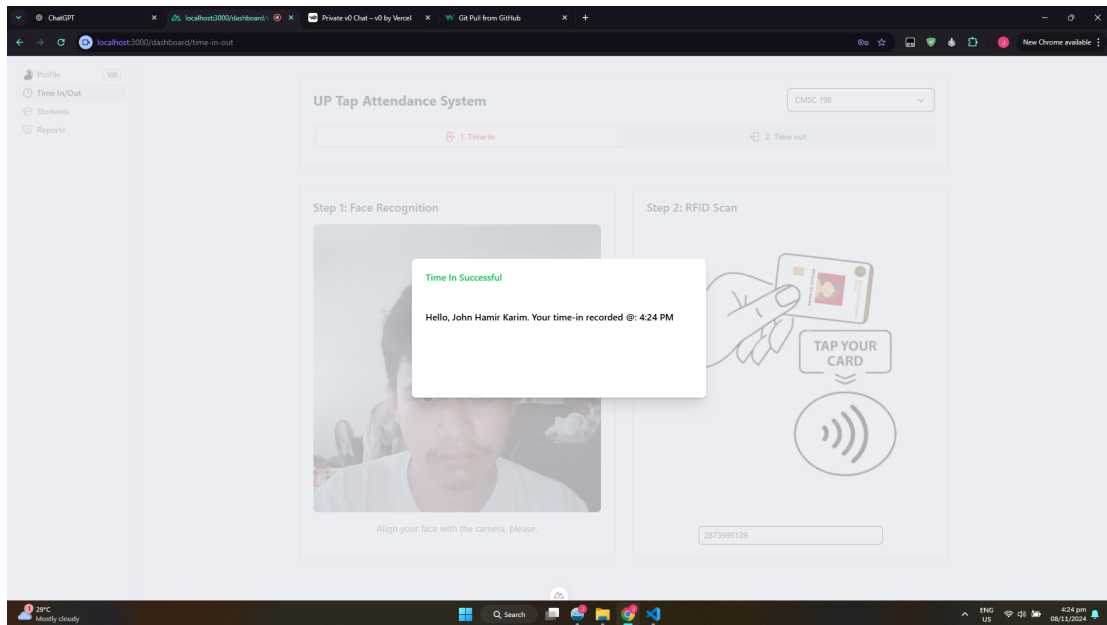 ChatGPT
localhost:3000/dashboard/
Private v0 Chat – v0 by Vercel
Git Pull from GitHub
localhost:3000/dashboard/time-in-out
New Chrome available
Profile
100
Time In/Out
Students
Reports
UP Tap Attendance System
CMSC 198
1. Time in
2. Time out
Step 1: Face Recognition
Step 2: RFID Scan
Time In Successful
Hello, John Hamir Karim. Your time-in recorded @: 4:24 PM
TAP YOUR
CARD
Align your face with the camera, please.
2873995139
1
29°C
Mostly cloudy
Search
ENG
US
4:24 pm
08/11/2024